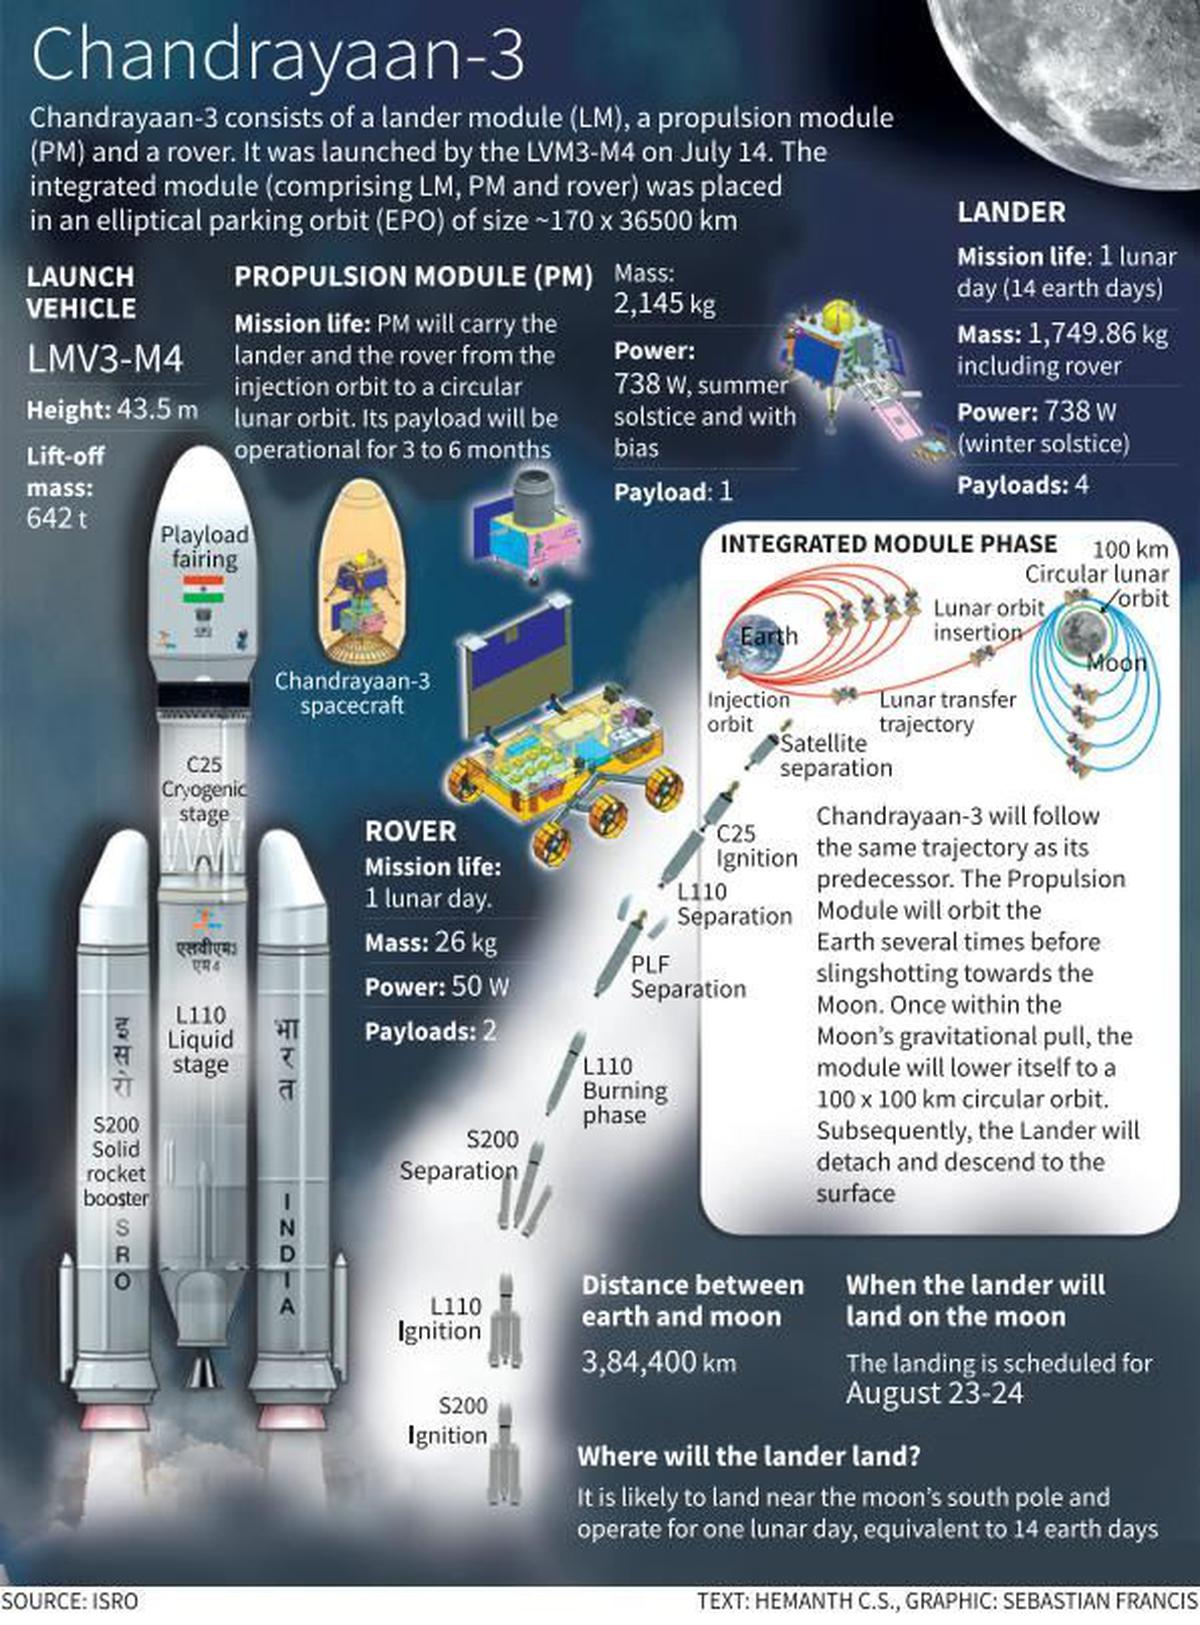 Chandrayaan-3
Chandrayaan-3 consists of a lander module (LM), a propulsion module
(PM) and a rover. It was launched by the LVM3-M4 on July 14. The
integrated module (comprising LM, PM and rover) was placed
in an elliptical parking orbit (EPO) of size ~170 x 36500 km
LAUNCH
VEHICLE
LMV3-M4
Height: 43.5 m
Lift-off
mass:
642 t
PROPULSION MODULE (PM)
Mission life: PM will carry the
lander and the rover from the
injection orbit to a circular
lunar orbit. Its payload will be
operational for 3 to 6 months
Mass:
2,145 kg
Power:
738 W, summer
solstice and with
bias
Payload: 1
LANDER
Mission life: 1 lunar
day (14 earth days)
Mass: 1,749.86 kg
including rover
Power: 738 W
(winter solstice)
Payloads: 4
Playload
fairing
Chandrayaan-3
spacecraft
C25
Cryogenic
stage
एलवीएम3
एम4
L110
Liquid
stage
इसरो
S200
Solid
rocket
booster
SRO
भारत
INDIA
ROVER
Mission life:
1 lunar day.
Mass: 26 kg
Power: 50 W
Payloads: 2
INTEGRATED MODULE PHASE
100 km
Circular lunar
orbit
Lunar orbit
insertion
Earth
Moon
Injection
orbit
Lunar transfer
trajectory
Satellite
separation
C25
Ignition
L110
Separation
PLF
Separation
L110
Burning
phase
S200
Separation
L110
Ignition
S200
Ignition
Chandrayaan-3 will follow
the same trajectory as its
predecessor. The Propulsion
Module will orbit the
Earth several times before
slingshotting towards the
Moon. Once within the
Moon's gravitational pull, the
module will lower itself to a
100 x 100 km circular orbit.
Subsequently, the Lander will
detach and descend to the
surface
Distance between
earth and moon
3,84,400 km
When the lander will
land on the moon
The landing is scheduled for
August 23-24
Where will the lander land?
It is likely to land near the moon's south pole and
operate for one lunar day, equivalent to 14 earth days
SOURCE: ISRO
TEXT: HEMANTH C.S., GRAPHIC: SEBASTIAN FRANCIS